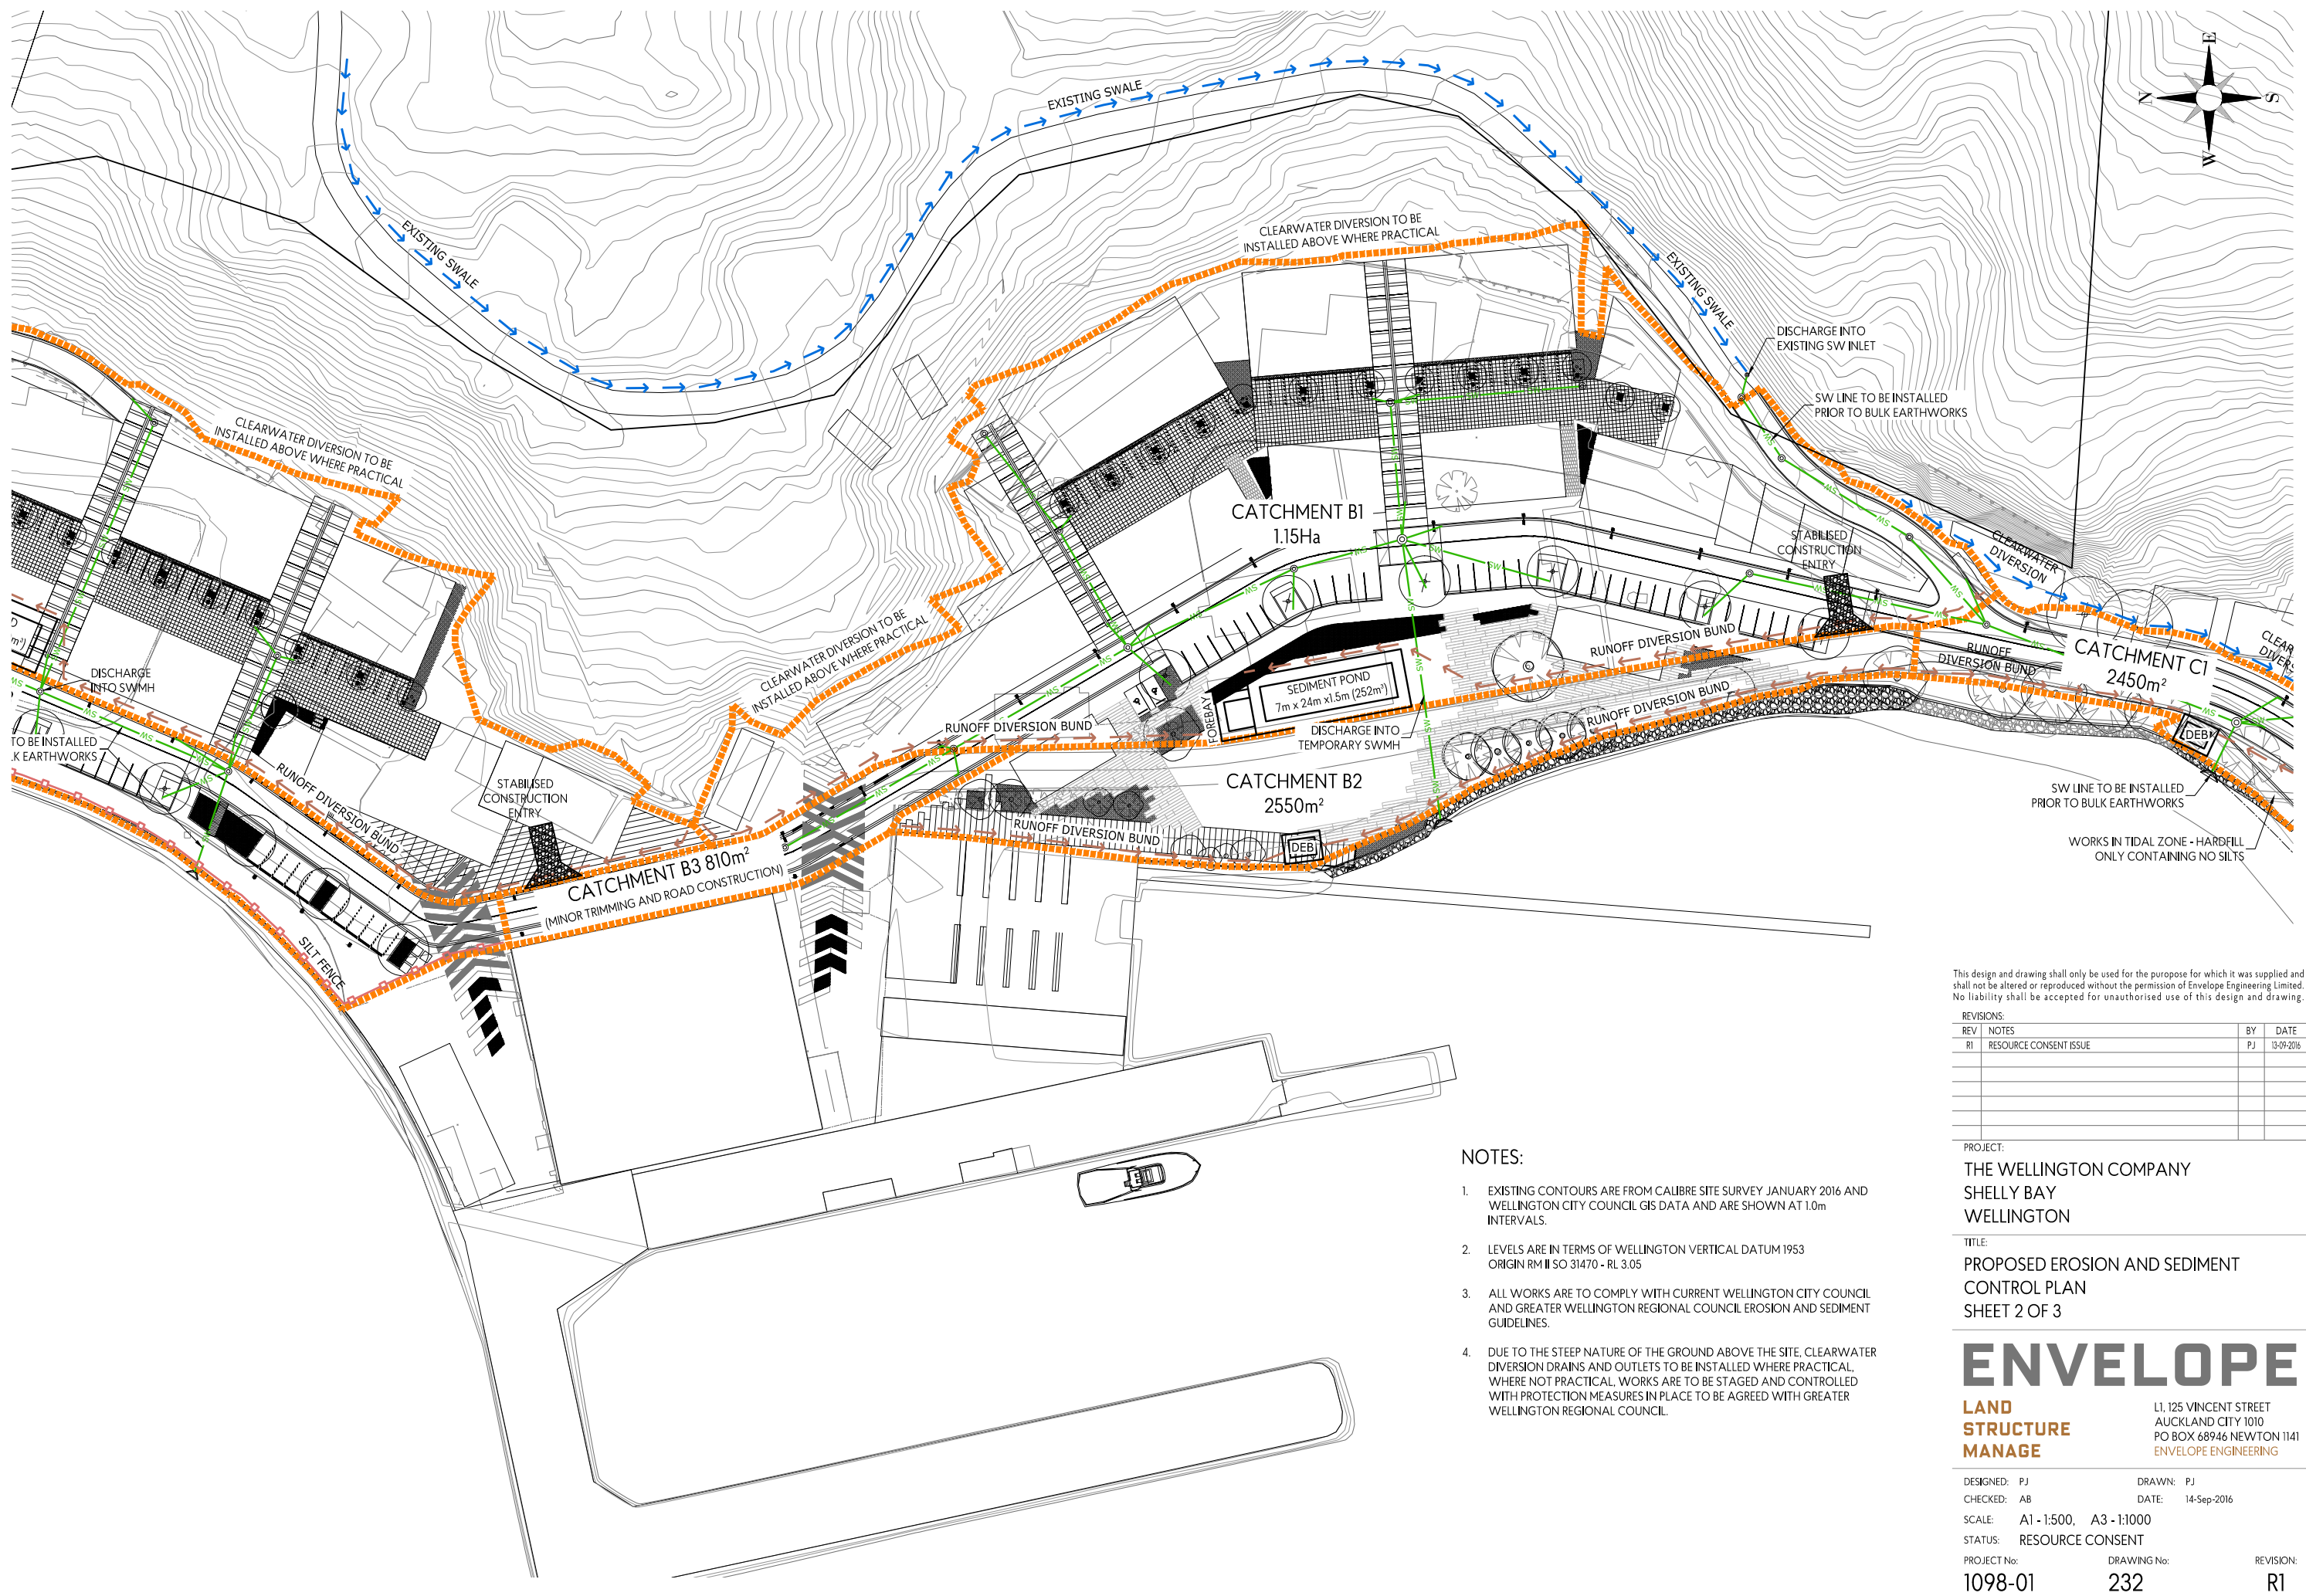 EXISTING SWALE
E
N
S
W
EXISTING SWALE
CLEARWATER DIVERSION TO BE
INSTALLED ABOVE WHERE PRACTICAL
EXISTING SWALE
DISCHARGE INTO
EXISTING SW INLET
SW LINE TO BE INSTALLED
PRIOR TO BULK EARTHWORKS
CLEARWATER DIVERSION TO BE
INSTALLED ABOVE WHERE PRACTICAL
CATCHMENT B1
1.15Ha
STABILISED
CONSTRUCTION
ENTRY
CLEARWATER
DIVERSION
CLEARWATER DIVERSION TO BE
INSTALLED ABOVE WHERE PRACTICAL
DISCHARGE
INTO SWMH
RUNOFF DIVERSION BUND
RUNOFF
DIVERSION BUND
CATCHMENT C1
2450m²
CLEAR
DIVERS
SEDIMENT POND
7m x 24m x1.5m (252m³)
FOREBAY
RUNOFF DIVERSION BUND
RUNOFF DIVERSION BUND
DISCHARGE INTO
TEMPORARY SWMH
DEB
TO BE INSTALLED
K EARTHWORKS
RUNOFF DIVERSION BUND
STABILISED
CONSTRUCTION
ENTRY
CATCHMENT B2
2550m²
RUNOFF DIVERSION BUND
DEB
SW LINE TO BE INSTALLED
PRIOR TO BULK EARTHWORKS
WORKS IN TIDAL ZONE - HARDFILL
ONLY CONTAINING NO SILTS
CATCHMENT B3 810m²
(MINOR TRIMMING AND ROAD CONSTRUCTION)
SILT FENCE
NOTES:
1. EXISTING CONTOURS ARE FROM CALIBRE SITE SURVEY JANUARY 2016 AND
WELLINGTON CITY COUNCIL GIS DATA AND ARE SHOWN AT 1.0m
INTERVALS.
2. LEVELS ARE IN TERMS OF WELLINGTON VERTICAL DATUM 1953
ORIGIN RM II SO 31470 - RL 3.05
3. ALL WORKS ARE TO COMPLY WITH CURRENT WELLINGTON CITY COUNCIL
AND GREATER WELLINGTON REGIONAL COUNCIL EROSION AND SEDIMENT
GUIDELINES.
4. DUE TO THE STEEP NATURE OF THE GROUND ABOVE THE SITE, CLEARWATER
DIVERSION DRAINS AND OUTLETS TO BE INSTALLED WHERE PRACTICAL,
WHERE NOT PRACTICAL, WORKS ARE TO BE STAGED AND CONTROLLED
WITH PROTECTION MEASURES IN PLACE TO BE AGREED WITH GREATER
WELLINGTON REGIONAL COUNCIL.
This design and drawing shall only be used for the puropose for which it was supplied and
shall not be altered or reproduced without the permission of Envelope Engineering Limited.
No liability shall be accepted for unauthorised use of this design and drawing.
REVISIONS:
REV NOTES BY DATE
R1 RESOURCE CONSENT ISSUE PJ 13-09-2016
PROJECT:
THE WELLINGTON COMPANY
SHELLY BAY
WELLINGTON
TITLE:
PROPOSED EROSION AND SEDIMENT
CONTROL PLAN
SHEET 2 OF 3
ENVELOPE
LAND
STRUCTURE
MANAGE
L1, 125 VINCENT STREET
AUCKLAND CITY 1010
PO BOX 68946 NEWTON 1141
ENVELOPE ENGINEERING
DESIGNED: PJ DRAWN: PJ
CHECKED: AB DATE: 14-Sep-2016
SCALE: A1 - 1:500, A3 - 1:1000
STATUS: RESOURCE CONSENT
PROJECT No: DRAWING No: REVISION:
1098-01 232 R1